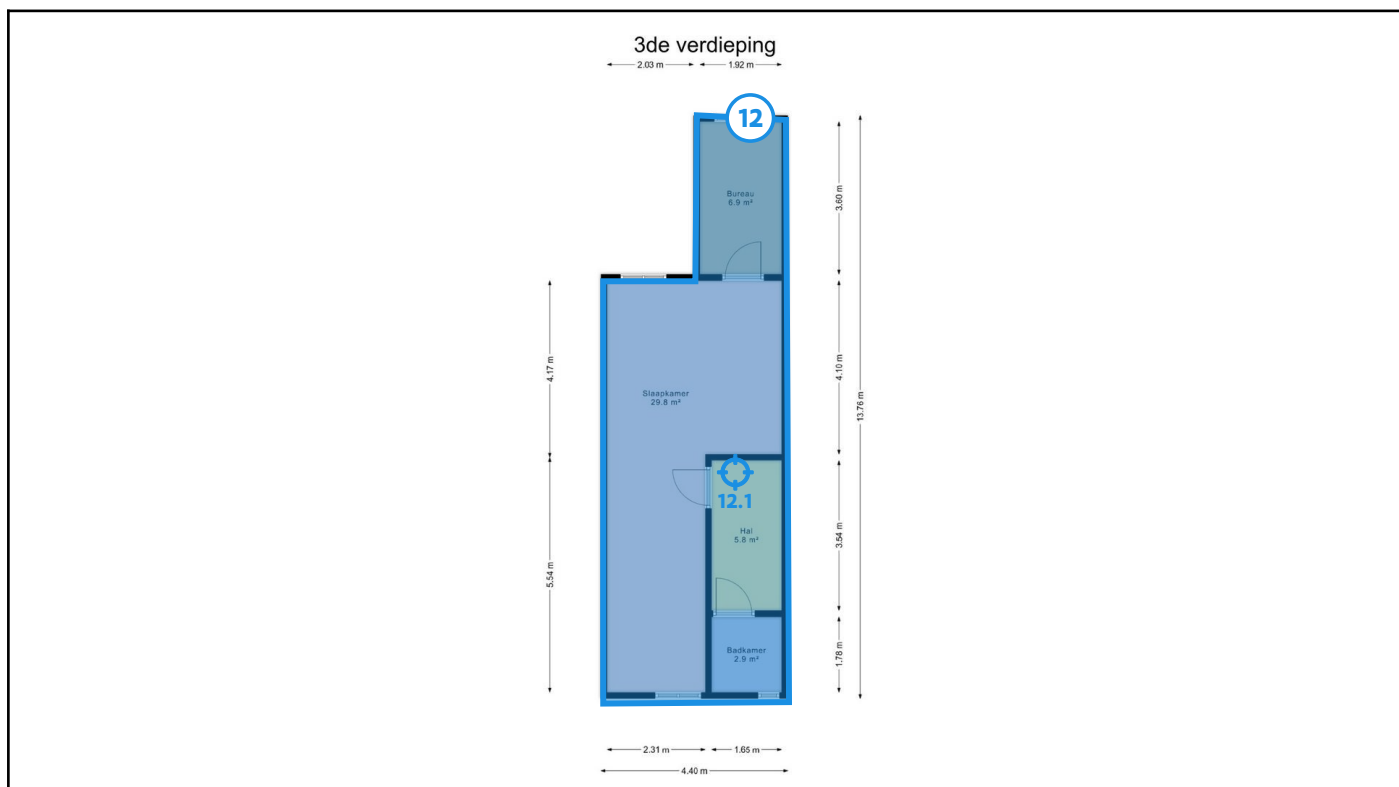 3de verdieping
2.03 m
1.92 m
12
Bureau
6.9 m²
3.60 m
4.17 m
4.10 m
13.76 m
Slaapkamer
29.8 m²
12.1
Hal
5.8 m²
3.54 m
5.54 m
Badkamer
2.9 m²
1.78 m
2.31 m
1.65 m
4.40 m